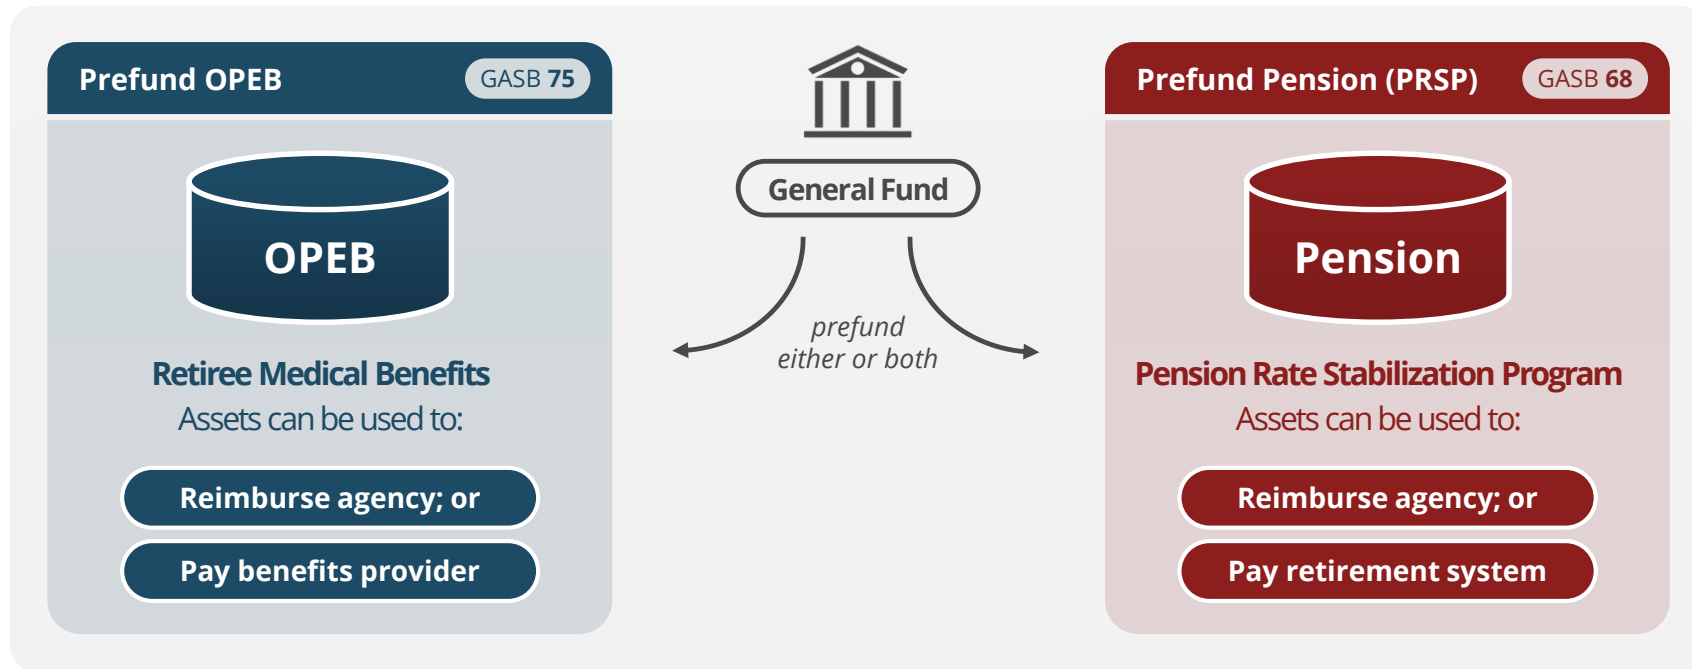 Prefund OPEB
GASB 75
OPEB
Retiree Medical Benefits
Assets can be used to:
Reimburse agency; or
Pay benefits provider
General Fund
prefund
either or both
Prefund Pension (PRSP)
GASB 68
Pension
Pension Rate Stabilization Program
Assets can be used to:
Reimburse agency; or
Pay retirement system